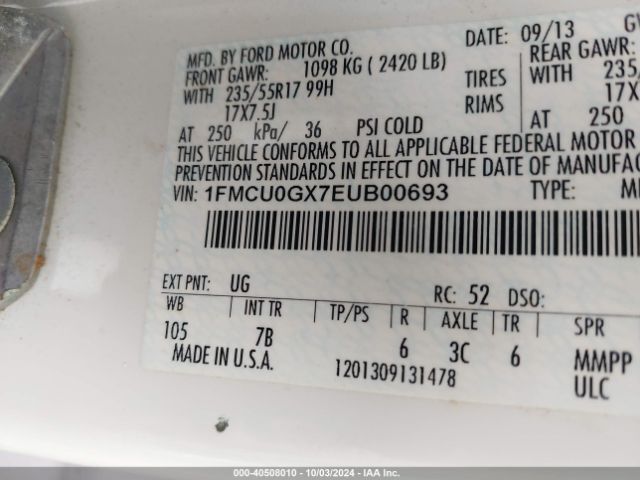 MFD. BY FORD MOTOR CO. DATE: 09/13
FRONT GAWR: 1098 KG ( 2420 LB) REAR GAWR:
WITH 235/55R17 99H TIRES WITH 235
17X7.5J RIMS 17X
AT 250 kPa/ 36 PSI COLD AT 250
THIS VEHICLE CONFORMS TO ALL APPLICABLE FEDERAL MOTOR
PREVENTION STANDARDS IN EFFECT ON THE DATE OF MANUFAC
VIN: 1FMCU0GX7EUB00693 TYPE:
EXT PNT: UG RC: 52 DSO:
WB INT TR TP/PS R AXLE TR SPR
105 7B 6 3C 6 MMPP
MADE IN U.S.A. 1201309131478 ULC
000-40508010 | 10/03/2024 | IAA Inc.